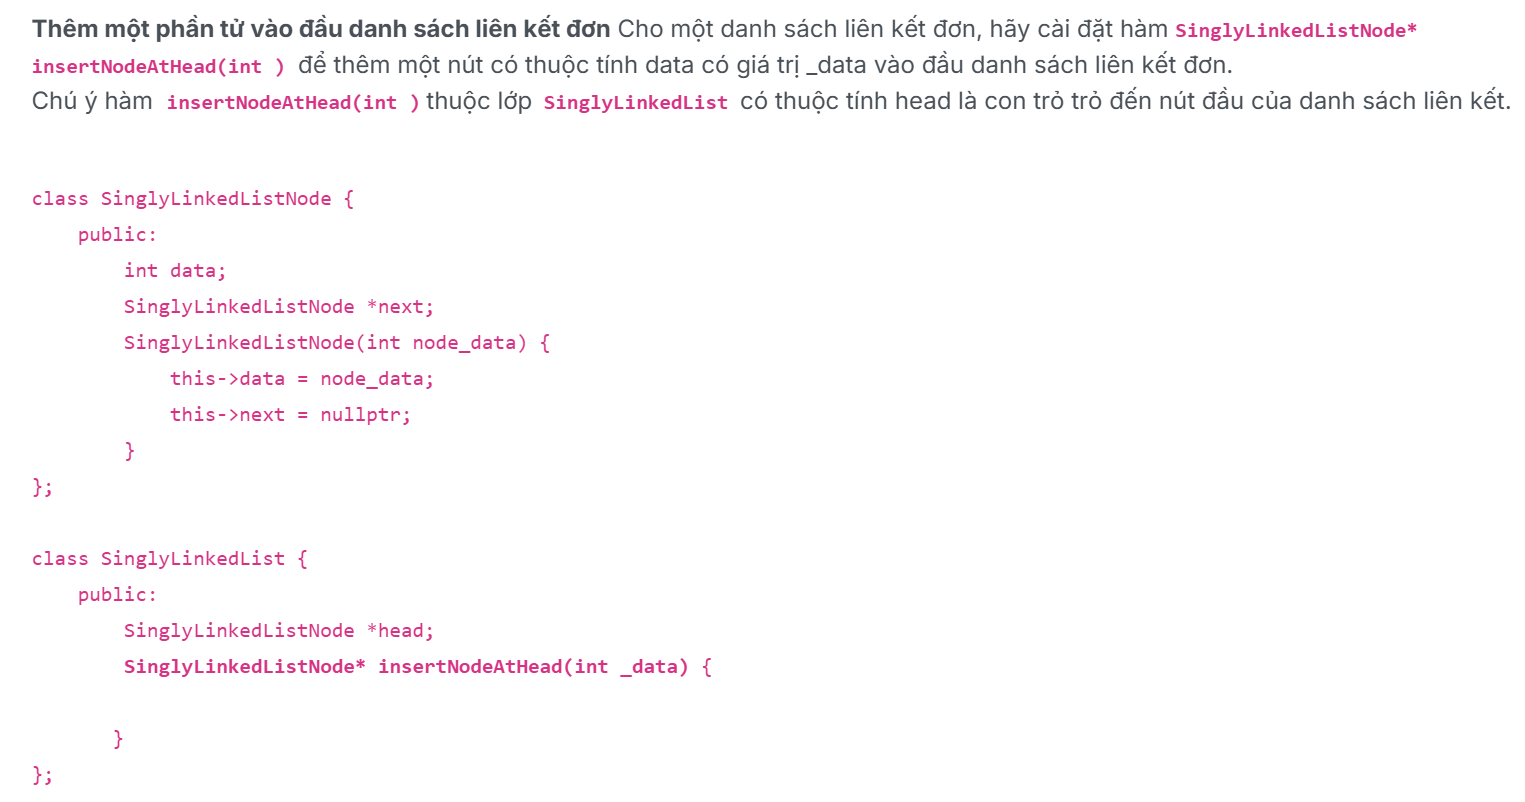 Thêm một phần tử vào đầu danh sách liên kết đơn Cho một danh sách liên kết đơn, hãy cài đặt hàm SinglyLinkedListNode*
insertNodeAtHead(int ) để thêm một nút có thuộc tính data có giá trị _data vào đầu danh sách liên kết đơn.
Chú ý hàm insertNodeAtHead(int ) thuộc lớp SinglyLinkedList có thuộc tính head là con trỏ trỏ đến nút đầu của danh sách liên kết.
class SinglyLinkedListNode {
    public:
        int data;
        SinglyLinkedListNode *next;
        SinglyLinkedListNode(int node_data) {
            this->data = node_data;
            this->next = nullptr;
        }
};
class SinglyLinkedList {
    public:
        SinglyLinkedListNode *head;
        SinglyLinkedListNode* insertNodeAtHead(int _data) {
       }
};